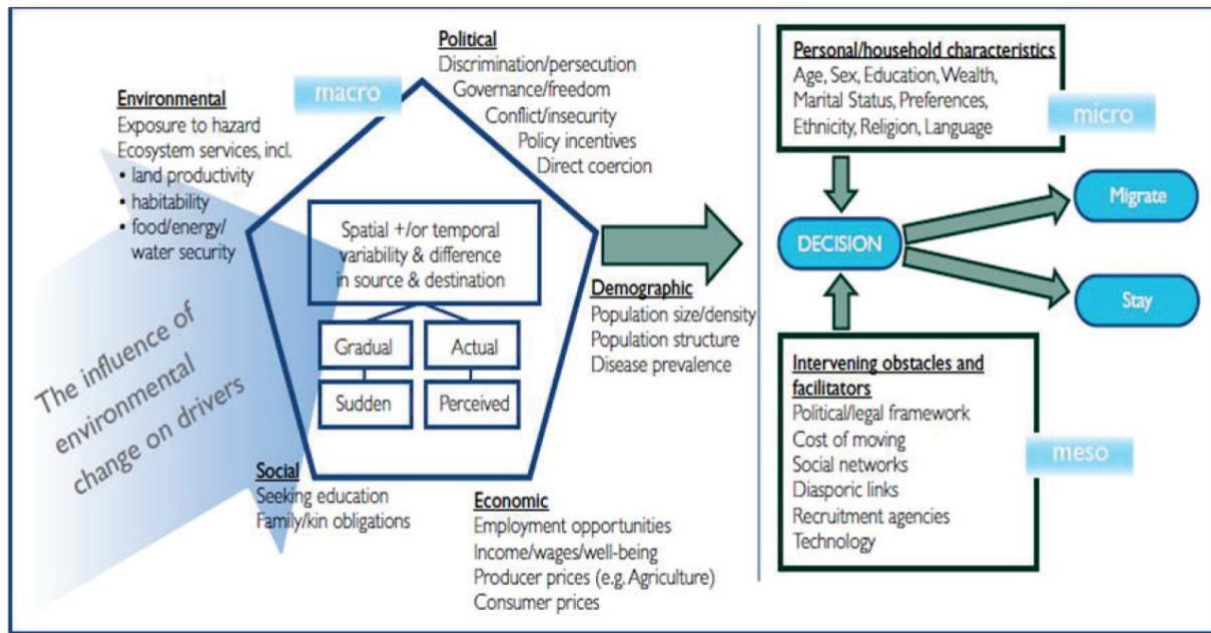 Political
Discrimination/persecution
Governance/freedom
Conflict/insecurity
Policy incentives
Direct coercion
macro
Environmental
Exposure to hazard
Ecosystem services, incl.
• land productivity
• habitability
• food/energy/
water security
Spatial +/or temporal
variability & difference
in source & destination
Gradual
Actual
Sudden
Perceived
The influence of
environmental
change on drivers
Demographic
Population size/density
Population structure
Disease prevalence
Social
Seeking education
Family/kin obligations
Economic
Employment opportunities
Income/wages/well-being
Producer prices (e.g. Agriculture)
Consumer prices
Personal/household characteristics
Age, Sex, Education, Wealth,
Marital Status, Preferences,
Ethnicity, Religion, Language
micro
DECISION
Migrate
Stay
Intervening obstacles and
facilitators
Political/legal framework
Cost of moving
Social networks
Diasporic links
Recruitment agencies
Technology
meso